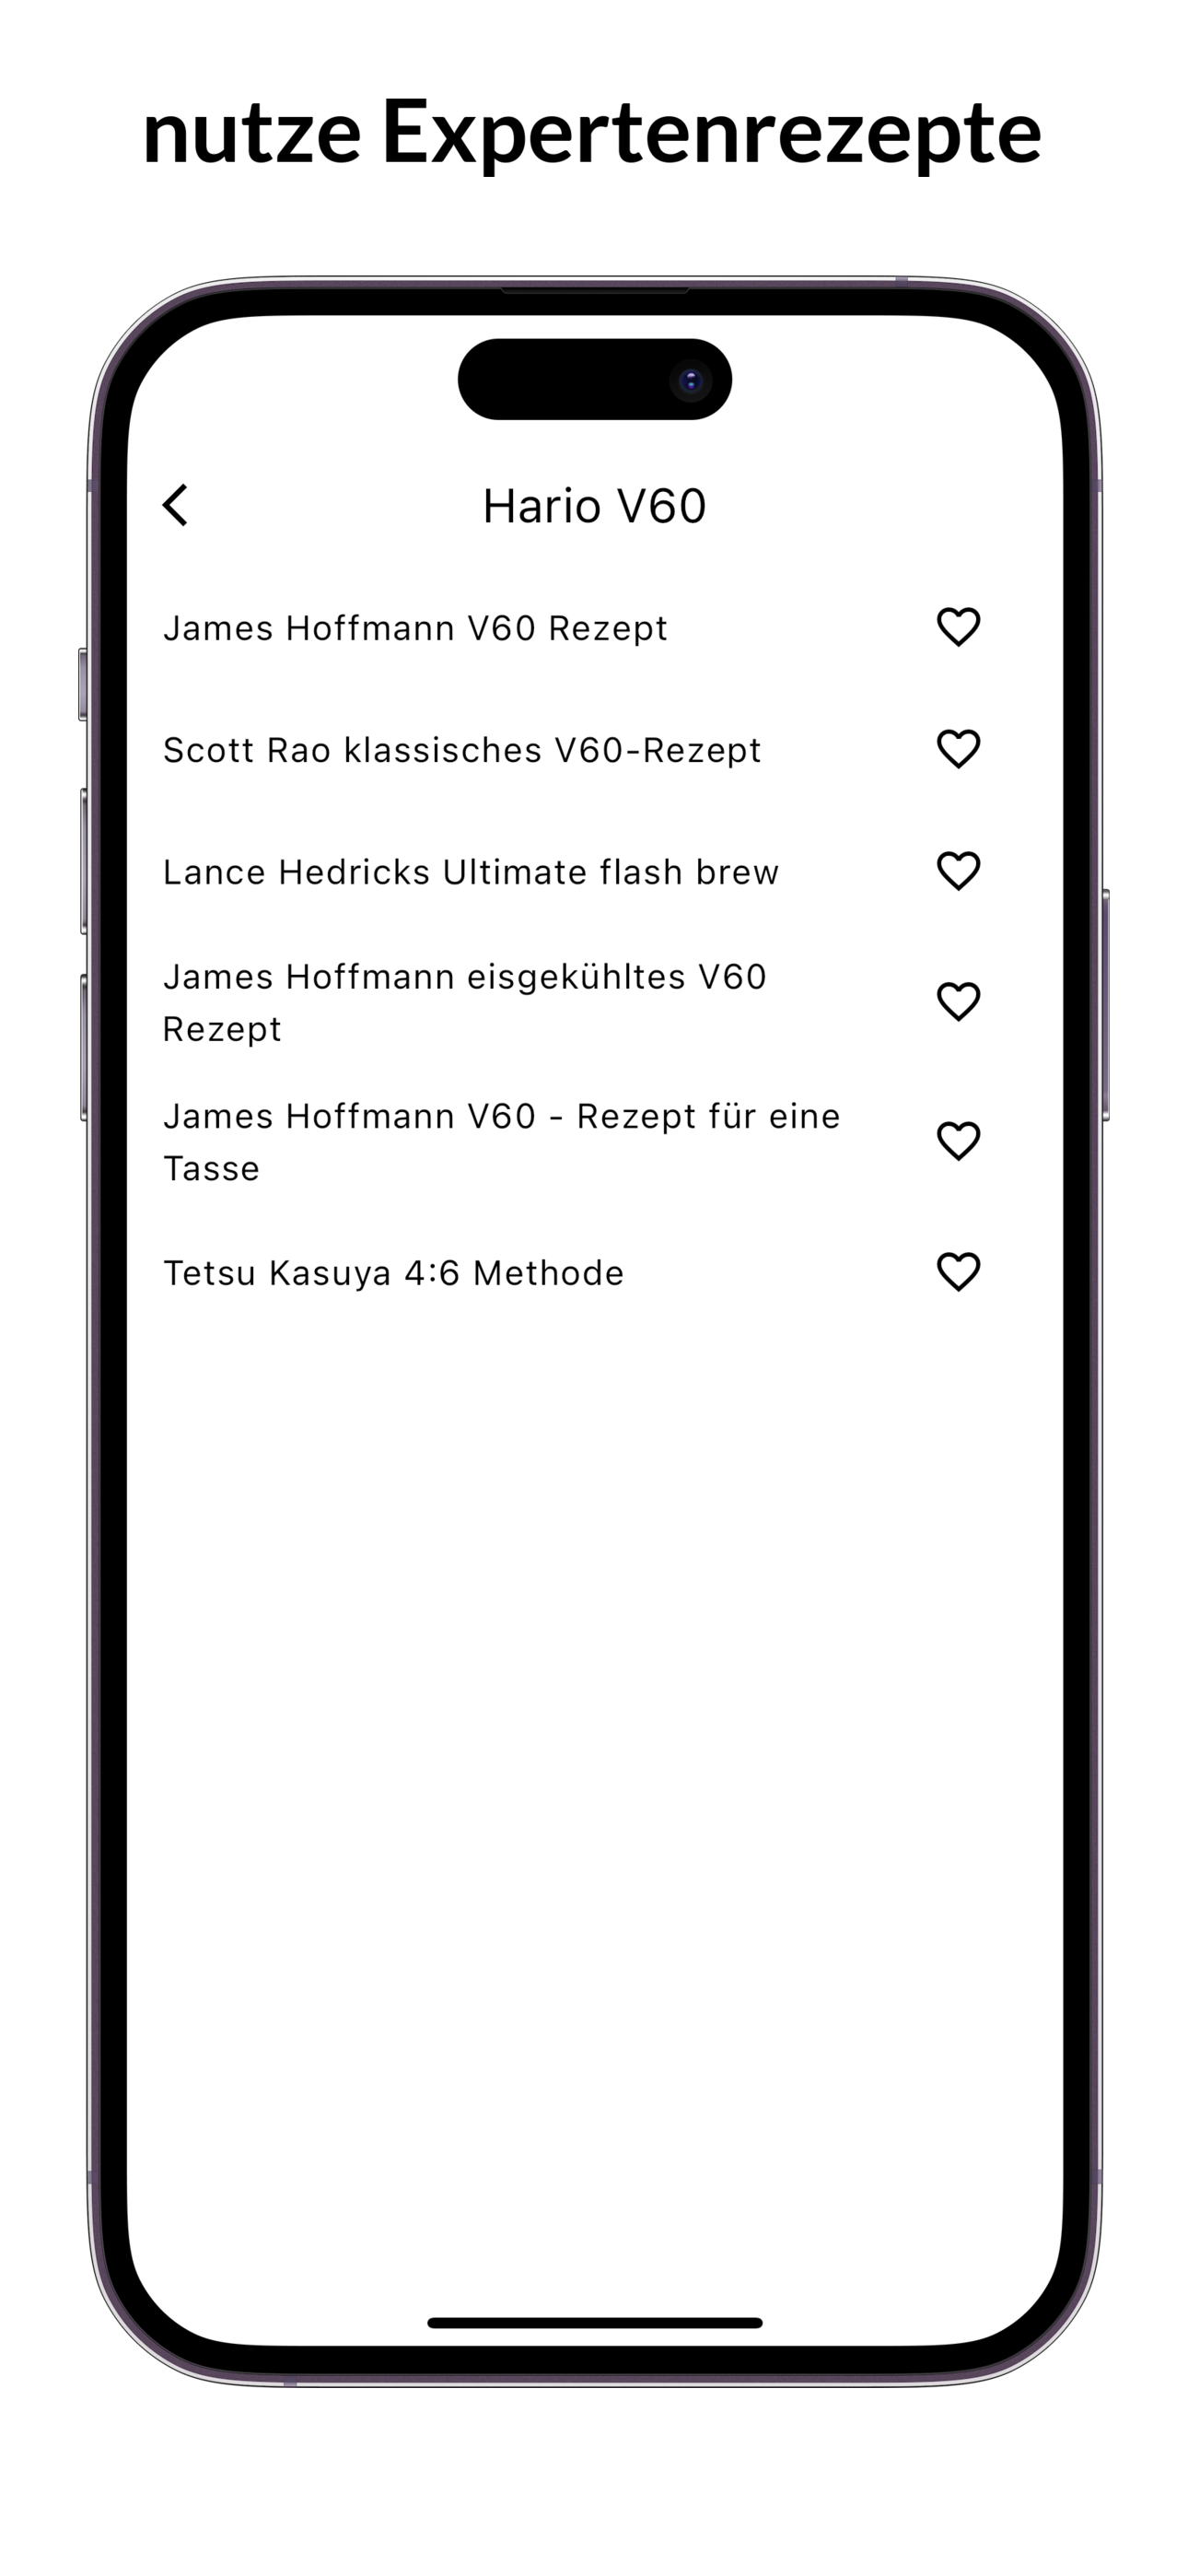 nutze Expertenrezepte
Hario V60
James Hoffmann V60 Rezept
Scott Rao klassisches V60-Rezept
Lance Hedricks Ultimate flash brew
James Hoffmann eisgekühltes V60
Rezept
James Hoffmann V60 - Rezept für eine
Tasse
Tetsu Kasuya 4:6 Methode